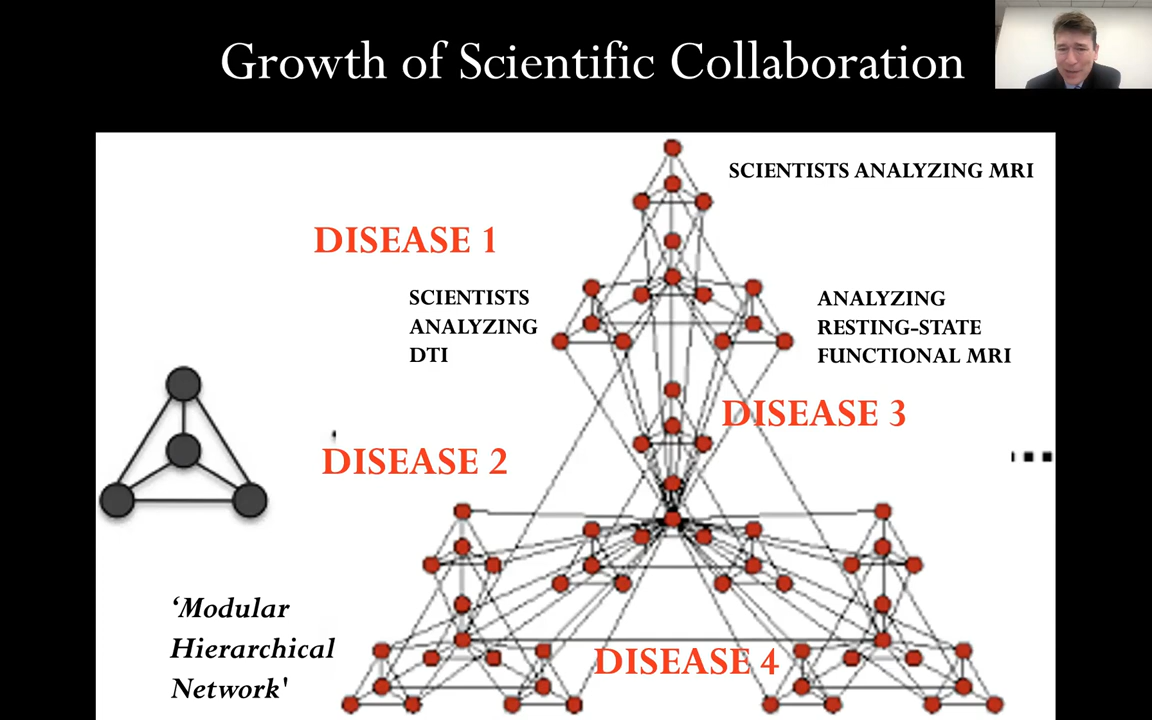 Growth of Scientific Collaboration
SCIENTISTS ANALYZING MRI
DISEASE 1
SCIENTISTS
ANALYZING
DTI
ANALYZING
RESTING-STATE
FUNCTIONAL MRI
DISEASE 3
DISEASE 2
‘Modular
Hierarchical
Network'
DISEASE 4